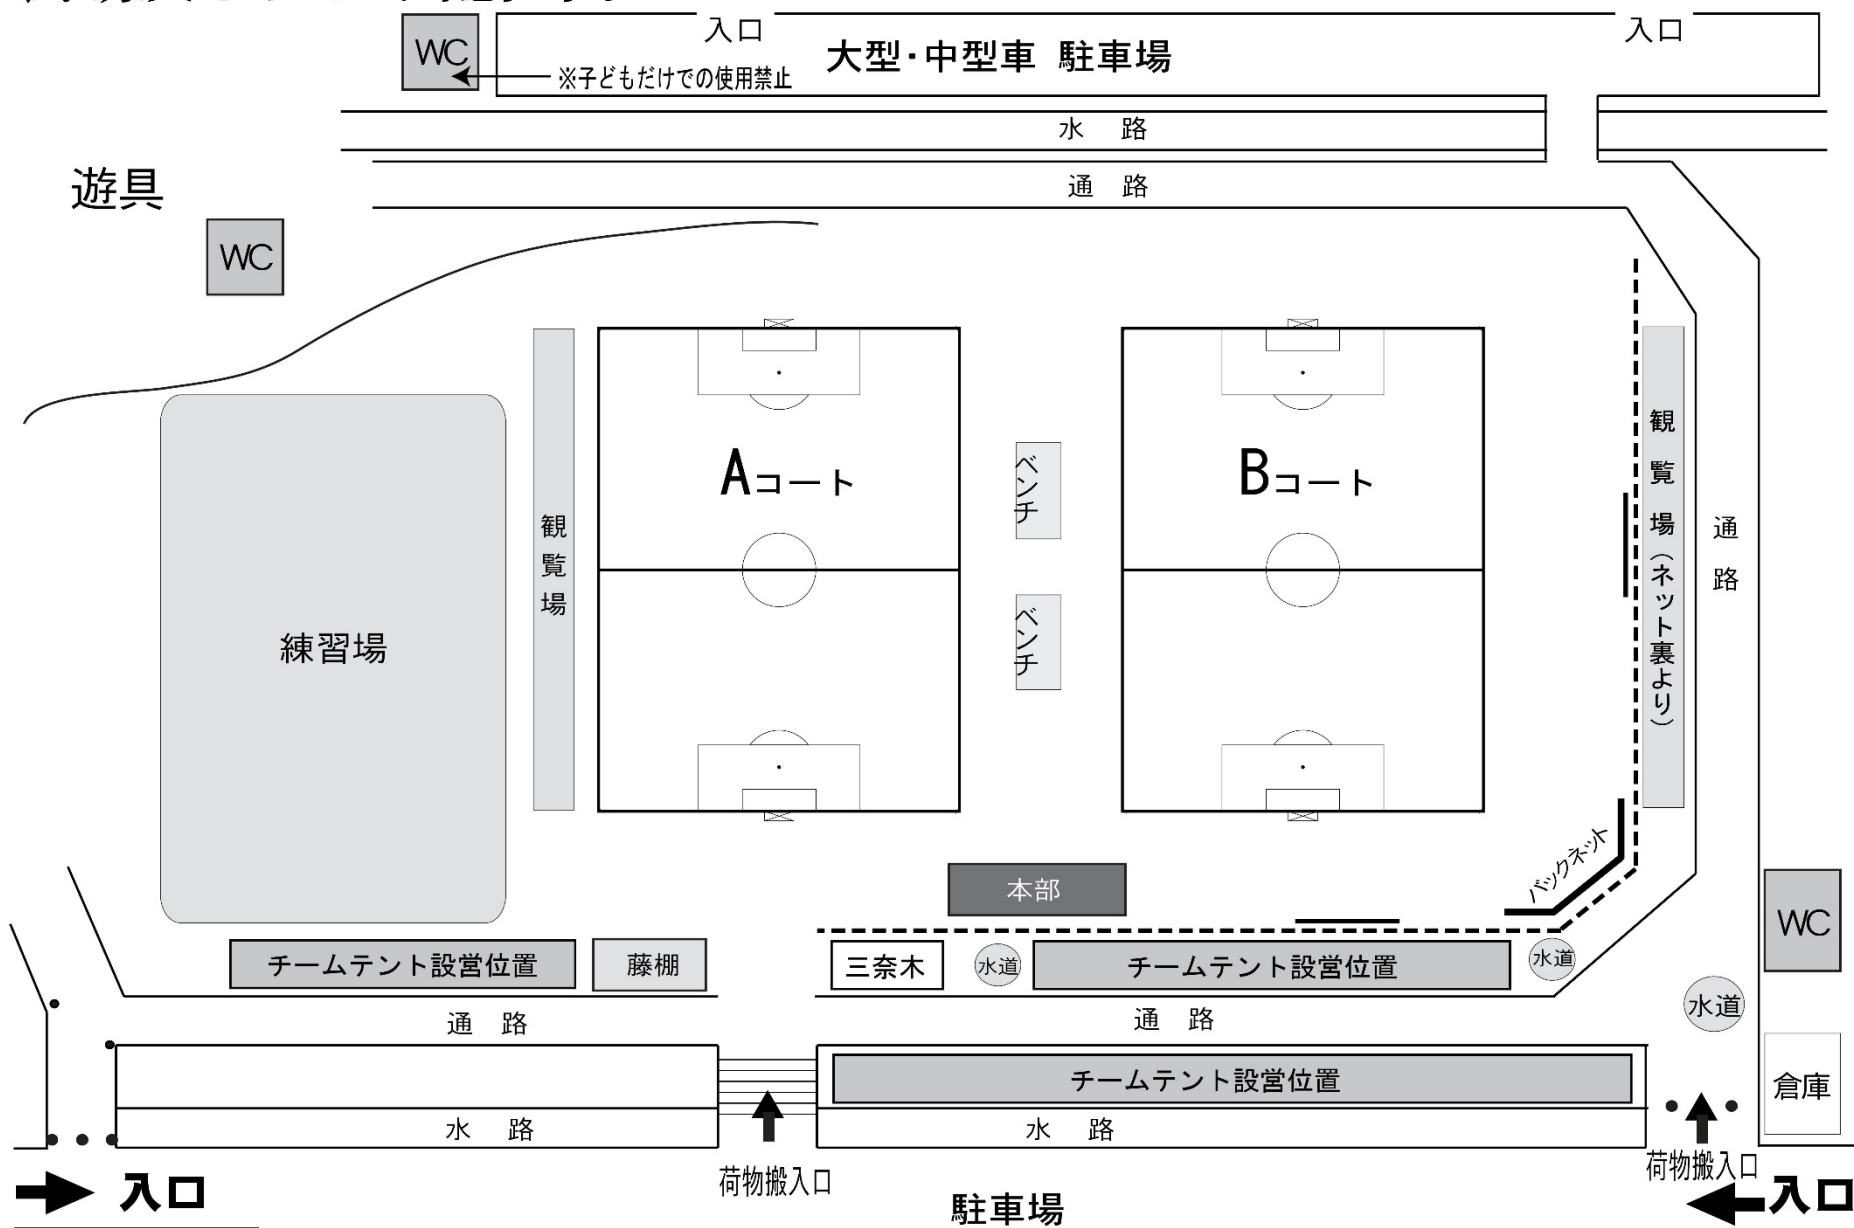 入口
入口
WC
大型・中型車 駐車場
※子どもだけでの使用禁止
水 路
通 路
遊具
WC
Aコート
Bコート
ベンチ
ベンチ
観覧場
観覧場（ネット裏より）
通路
練習場
バックネット
本部
WC
チームテント設営位置
藤棚
三奈木
水道
チームテント設営位置
水道
水道
通 路
通 路
チームテント設営位置
倉庫
水 路
水 路
荷物搬入口
荷物搬入口
入口
駐車場
入口